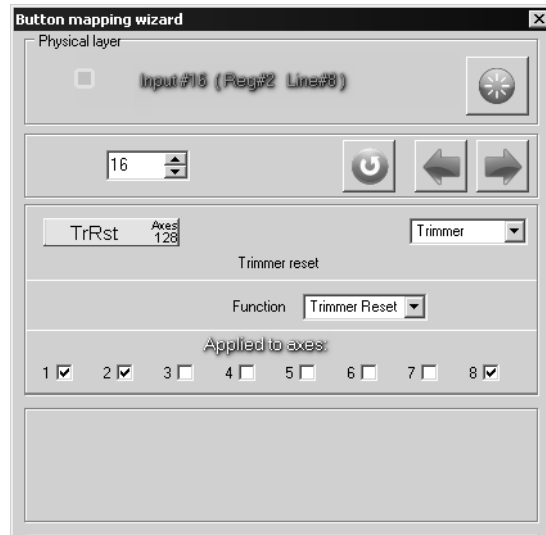 Button mapping wizard
Physical layer
Input #16 (Reg#2 Line#8)
16
TrRst Axes 128
Trimmer
Trimmer reset
Function Trimmer Reset
Applied to axes:
1 2 3 4 5 6 7 8